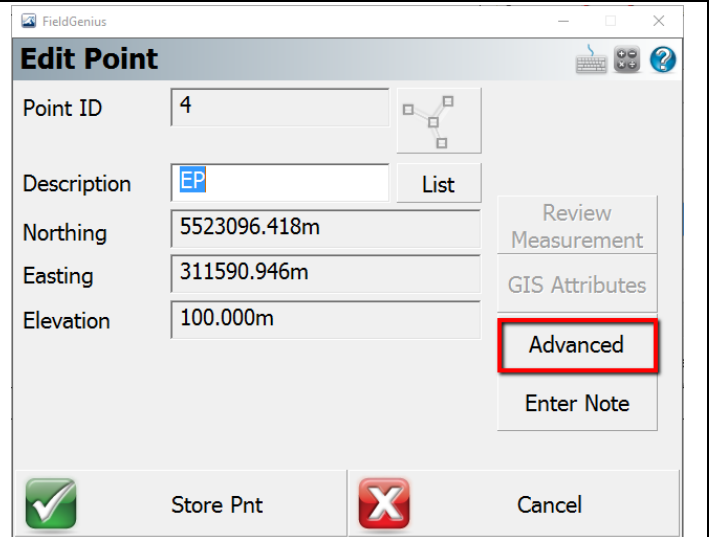 FieldGenius
Edit Point
Point ID 4
Description EP List
Northing 5523096.418m
Easting 311590.946m
Elevation 100.000m
Review
Measurement
GIS Attributes
Advanced
Enter Note
Store Pnt Cancel